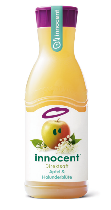 innocent
innocent
Direktsaft
Apfel &
Holunderblüte